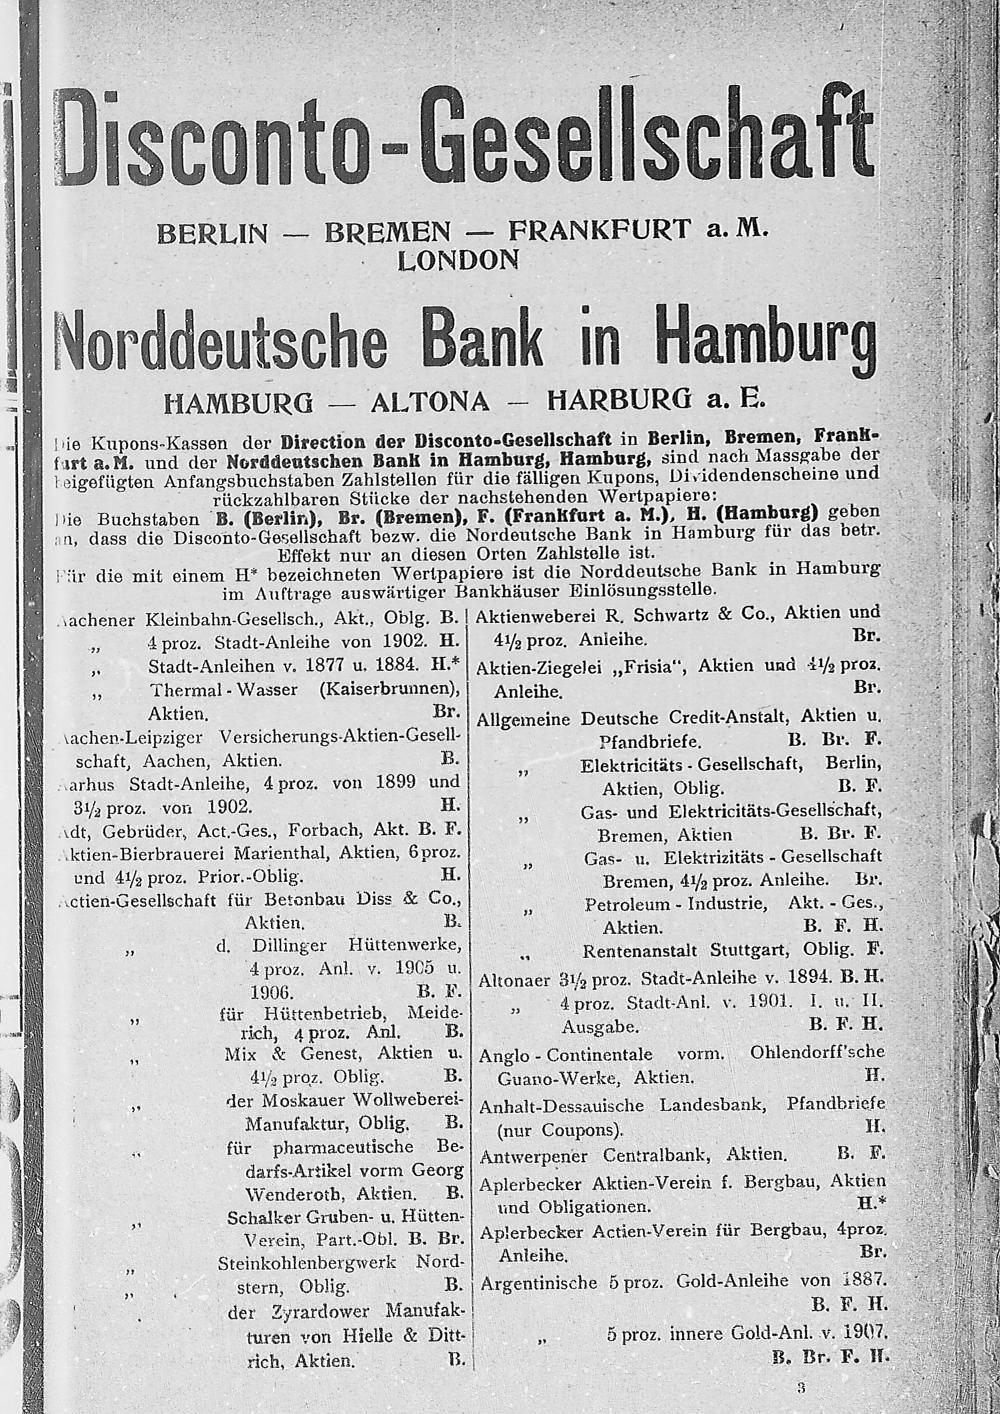 Disconto-Gesellschaft
BERLIN — BREMEN — FRANKFURT a. M.
LONDON
Norddeutsche Bank in Hamburg
HAMBURG — ALTONA — HARBURG a. E.
Die Kupons-Kassen der Direction der Disconto-Gesellschaft in Berlin, Bremen, Frank-
furt a. M. und der Norddeutschen Bank in Hamburg, Hamburg, sind nach Massgabe der
beigefügten Anfangsbuchstaben Zahlstellen für die fälligen Kupons, Dividendenscheine und
rückzahlbaren Stücke der nachstehenden Wertpapiere:
Die Buchstaben B. (Berlin), Br. (Bremen), F. (Frankfurt a. M.), H. (Hamburg) geben
an, dass die Disconto-Gesellschaft bezw. die Nordeutsche Bank in Hamburg für das betr.
Effekt nur an diesen Orten Zahlstelle ist.
Für die mit einem H* bezeichneten Wertpapiere ist die Norddeutsche Bank in Hamburg
im Auftrage auswärtiger Bankhäuser Einlösungsstelle.
Aachener Kleinbahn-Gesellsch., Akt., Oblg. B.
„ 4 proz. Stadt-Anleihe von 1902. H.
„ Stadt-Anleihen v. 1877 u. 1884. H.*
„ Thermal-Wasser (Kaiserbrunnen),
Aktien. Br.
Aachen-Leipziger Versicherungs-Aktien-Gesell-
schaft, Aachen, Aktien. B.
Aarhus Stadt-Anleihe, 4 proz. von 1899 und
3½ proz. von 1902. H.
Adt, Gebrüder, Act.-Ges., Forbach, Akt. B. F.
Aktien-Bierbrauerei Marienthal, Aktien, 6 proz.
und 4½ proz. Prior.-Oblig. H.
Actien-Gesellschaft für Betonbau Diss & Co.,
Aktien. B.
„ d. Dillinger Hüttenwerke,
4 proz. Anl. v. 1905 u.
1906. B. F.
„ für Hüttenbetrieb, Meide-
rich, 4 proz. Anl. B.
„ Mix & Genest, Aktien u.
4½ proz. Oblig. B.
„ der Moskauer Wollweberei-
Manufaktur, Oblig. B.
„ für pharmaceutische Be-
darfs-Artikel vorm Georg
Wenderoth, Aktien. B.
„ Schalker Gruben- u. Hütten-
Verein, Part.-Obl. B. Br.
„ Steinkohlenbergwerk Nord-
stern, Oblig. B.
„ der Zyrardower Manufak-
turen von Hielle & Ditt-
rich, Aktien. B.
Aktienweberei R. Schwartz & Co., Aktien und
4½ proz. Anleihe. Br.
Aktien-Ziegelei „Frisia“, Aktien und 4½ proz.
Anleihe. Br.
Allgemeine Deutsche Credit-Anstalt, Aktien u.
Pfandbriefe. B. Br. F.
„ Elektricitäts-Gesellschaft, Berlin,
Aktien, Oblig. B. F.
„ Gas- und Elektricitäts-Gesellschaft,
Bremen, Aktien B. Br. F.
„ Gas- u. Elektrizitäts-Gesellschaft
Bremen, 4½ proz. Anleihe. Br.
„ Petroleum-Industrie, Akt.-Ges.,
Aktien. B. F. H.
„ Rentenanstalt Stuttgart, Oblig. F.
Altonaer 3½ proz. Stadt-Anleihe v. 1894. B. H.
„ 4 proz. Stadt-Anl. v. 1901. I. u. II.
Ausgabe. B. F. H.
Anglo-Continentale vorm. Ohlendorff'sche
Guano-Werke, Aktien. H.
Anhalt-Dessauische Landesbank, Pfandbriefe
(nur Coupons). H.
Antwerpener Centralbank, Aktien. B. F.
Aplerbecker Aktien-Verein f. Bergbau, Aktien
und Obligationen. H.*
Aplerbecker Actien-Verein für Bergbau, 4proz.
Anleihe. Br.
Argentinische 5 proz. Gold-Anleihe von 1887.
B. F. H.
„ 5 proz. innere Gold-Anl. v. 1907.
B. Br. F. H.
3